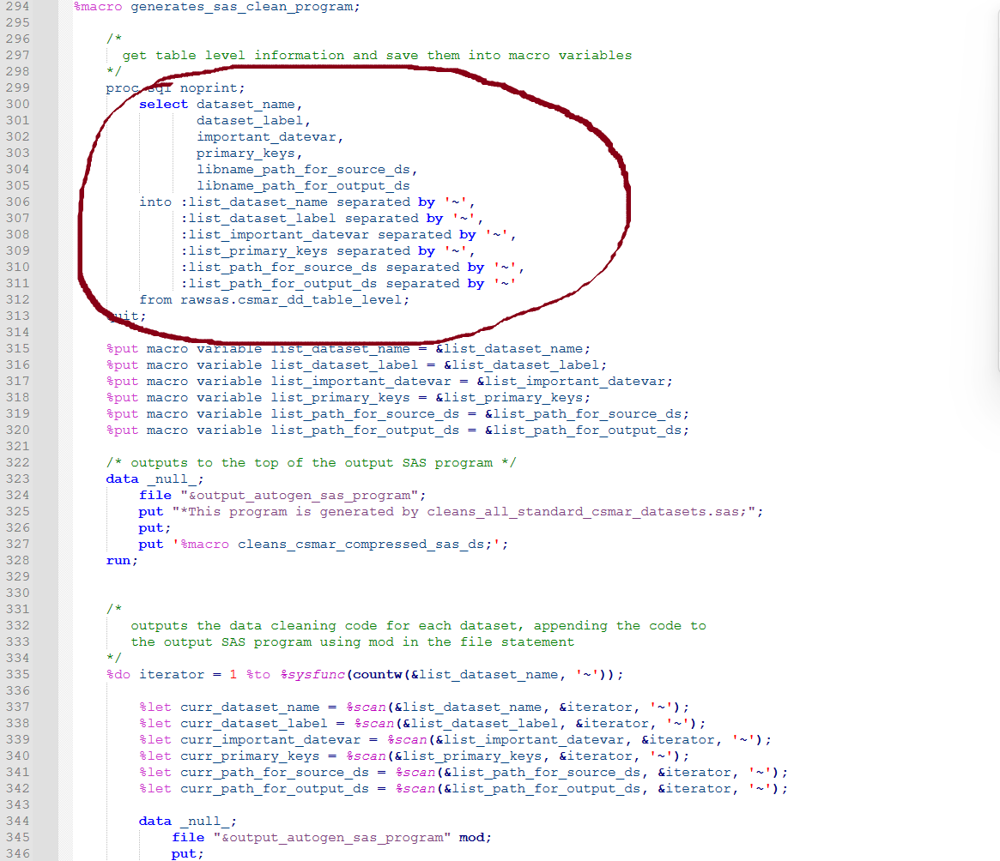 294 %macro generates_sas_clean_program;
295
296 /*
297 get table level information and save them into macro variables
298 */
299 proc sql noprint;
300 select dataset_name,
301 dataset_label,
302 important_datevar,
303 primary_keys,
304 libname_path_for_source_ds,
305 libname_path_for_output_ds
306 into :list_dataset_name separated by '~',
307 :list_dataset_label separated by '~',
308 :list_important_datevar separated by '~',
309 :list_primary_keys separated by '~',
310 :list_path_for_source_ds separated by '~',
311 :list_path_for_output_ds separated by '~'
312 from rawsas.csmar_dd_table_level;
313 quit;
314
315 %put macro variable list_dataset_name = &list_dataset_name;
316 %put macro variable list_dataset_label = &list_dataset_label;
317 %put macro variable list_important_datevar = &list_important_datevar;
318 %put macro variable list_primary_keys = &list_primary_keys;
319 %put macro variable list_path_for_source_ds = &list_path_for_source_ds;
320 %put macro variable list_path_for_output_ds = &list_path_for_output_ds;
321
322 /* outputs to the top of the output SAS program */
323 data _null_;
324 file "&output_autogen_sas_program";
325 put "*This program is generated by cleans_all_standard_csmar_datasets.sas;";
326 put;
327 put '%macro cleans_csmar_compressed_sas_ds;';
328 run;
329
330
331 /*
332 outputs the data cleaning code for each dataset, appending the code to
333 the output SAS program using mod in the file statement
334 */
335 %do iterator = 1 %to %sysfunc(countw(&list_dataset_name, '~'));
336
337 %let curr_dataset_name = %scan(&list_dataset_name, &iterator, '~');
338 %let curr_dataset_label = %scan(&list_dataset_label, &iterator, '~');
339 %let curr_important_datevar = %scan(&list_important_datevar, &iterator, '~');
340 %let curr_primary_keys = %scan(&list_primary_keys, &iterator, '~');
341 %let curr_path_for_source_ds = %scan(&list_path_for_source_ds, &iterator, '~');
342 %let curr_path_for_output_ds = %scan(&list_path_for_output_ds, &iterator, '~');
343
344 data _null_;
345 file "&output_autogen_sas_program" mod;
346 put;